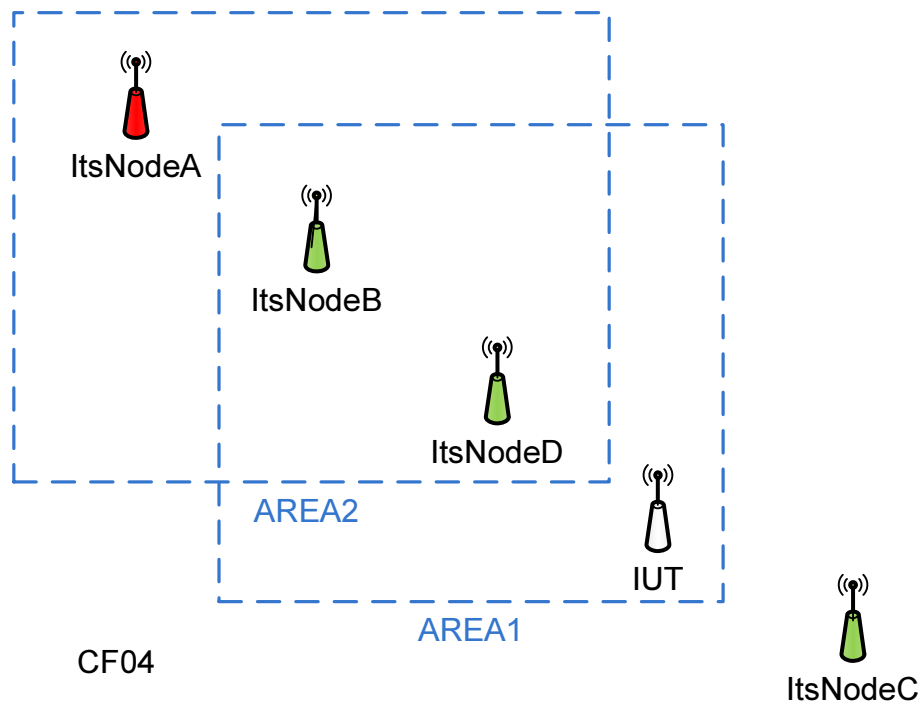 ItsNodeA
ItsNodeB
ItsNodeD
AREA2
IUT
AREA1
CF04
ItsNodeC